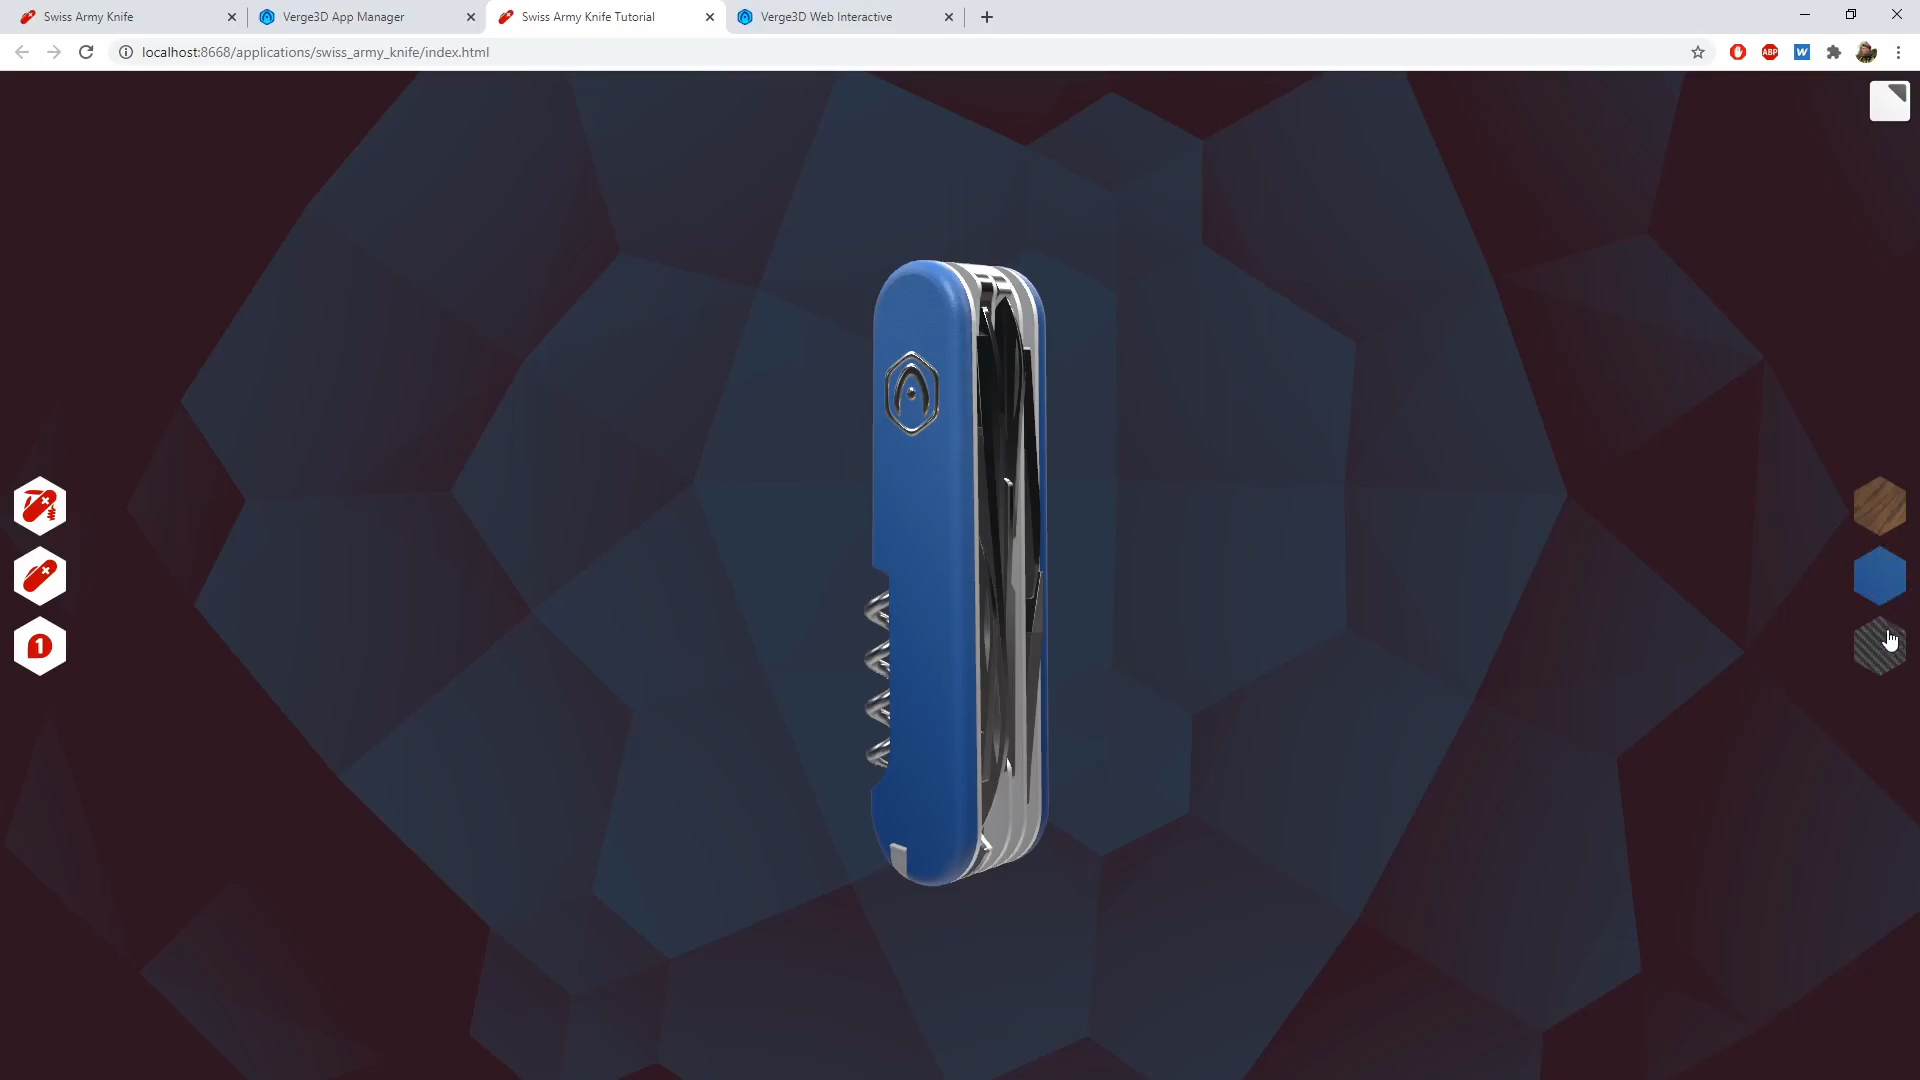 Swiss Army Knife
Verge3D App Manager
Swiss Army Knife Tutorial
Verge3D Web Interactive
localhost:8668/applications/swiss_army_knife/index.html
ABP
W
1